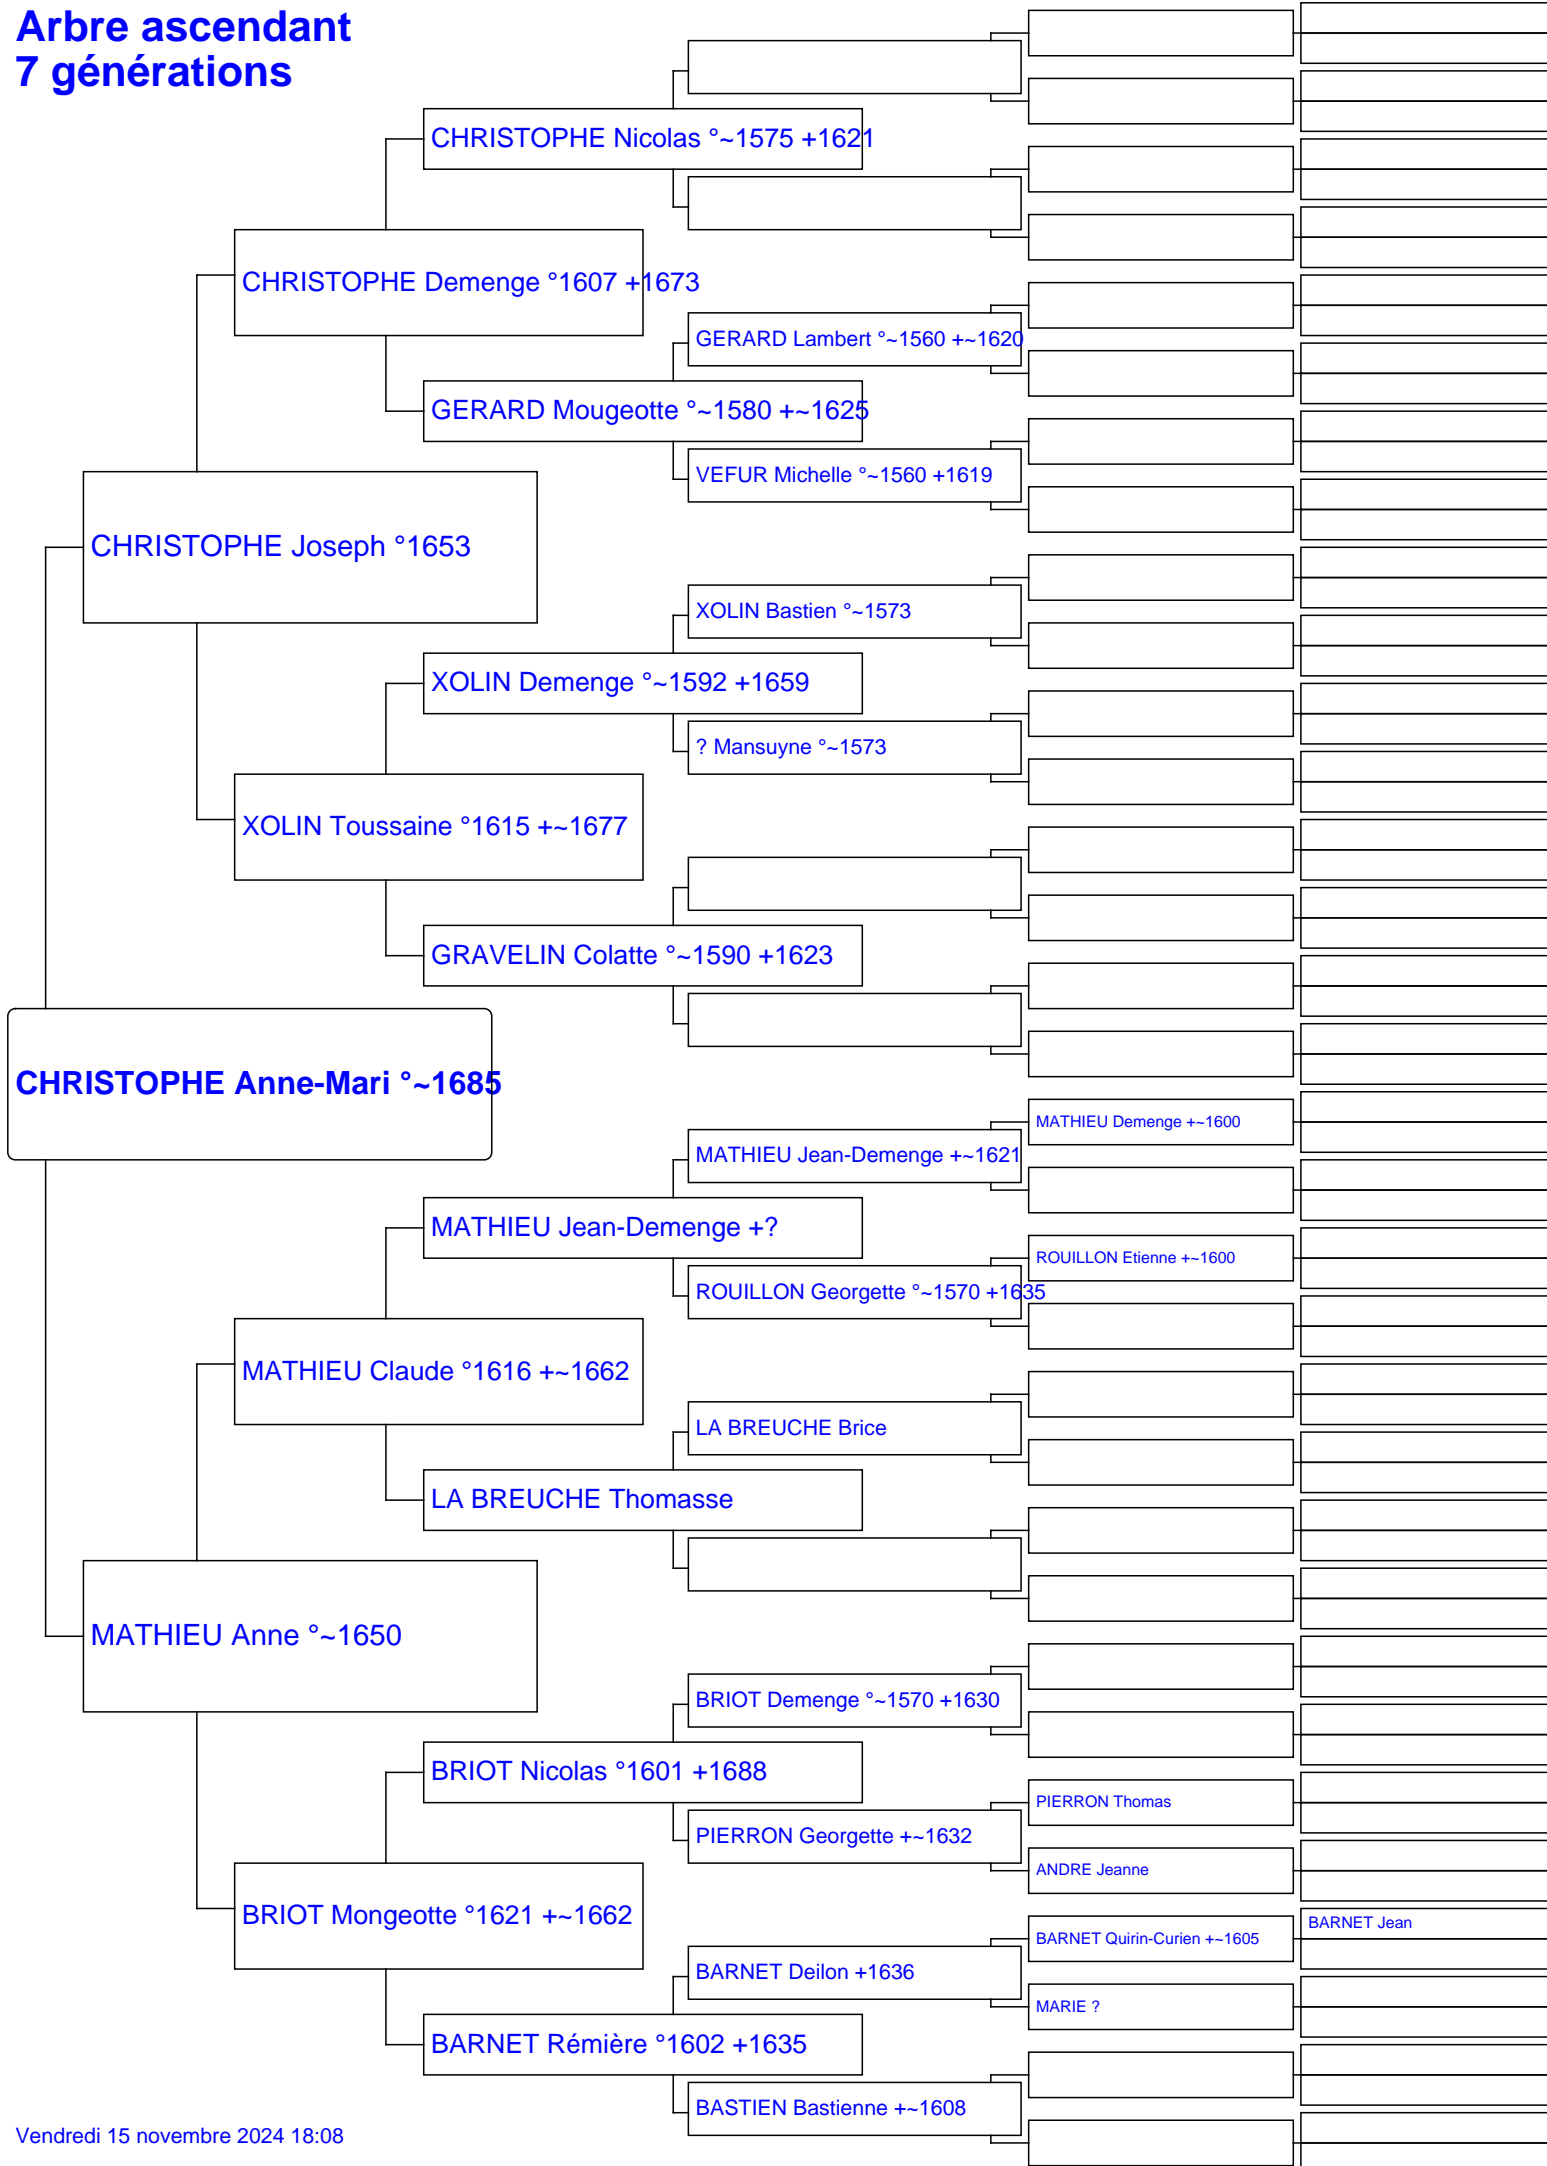 Arbre ascendant
7 générations
CHRISTOPHE Nicolas °~1575 +1621
CHRISTOPHE Demenge °1607 +1673
GERARD Lambert °~1560 +~1620
GERARD Mougeotte °~1580 +~1625
VEFUR Michelle °~1560 +1619
CHRISTOPHE Joseph °1653
XOLIN Bastien °~1573
XOLIN Demenge °~1592 +1659
? Mansuyne °~1573
XOLIN Toussaine °1615 +~1677
GRAVELIN Colatte °~1590 +1623
CHRISTOPHE Anne-Mari °~1685
MATHIEU Demenge +~1600
MATHIEU Jean-Demenge +~1621
MATHIEU Jean-Demenge +?
ROUILLON Etienne +~1600
ROUILLON Georgette °~1570 +1635
MATHIEU Claude °1616 +~1662
LA BREUCHE Brice
LA BREUCHE Thomasse
MATHIEU Anne °~1650
BRIOT Demenge °~1570 +1630
BRIOT Nicolas °1601 +1688
PIERRON Thomas
PIERRON Georgette +~1632
ANDRE Jeanne
BRIOT Mongeotte °1621 +~1662
BARNET Jean
BARNET Quirin-Curien +~1605
BARNET Deilon +1636
MARIE ?
BARNET Rémière °1602 +1635
BASTIEN Bastienne +~1608
Vendredi 15 novembre 2024 18:08